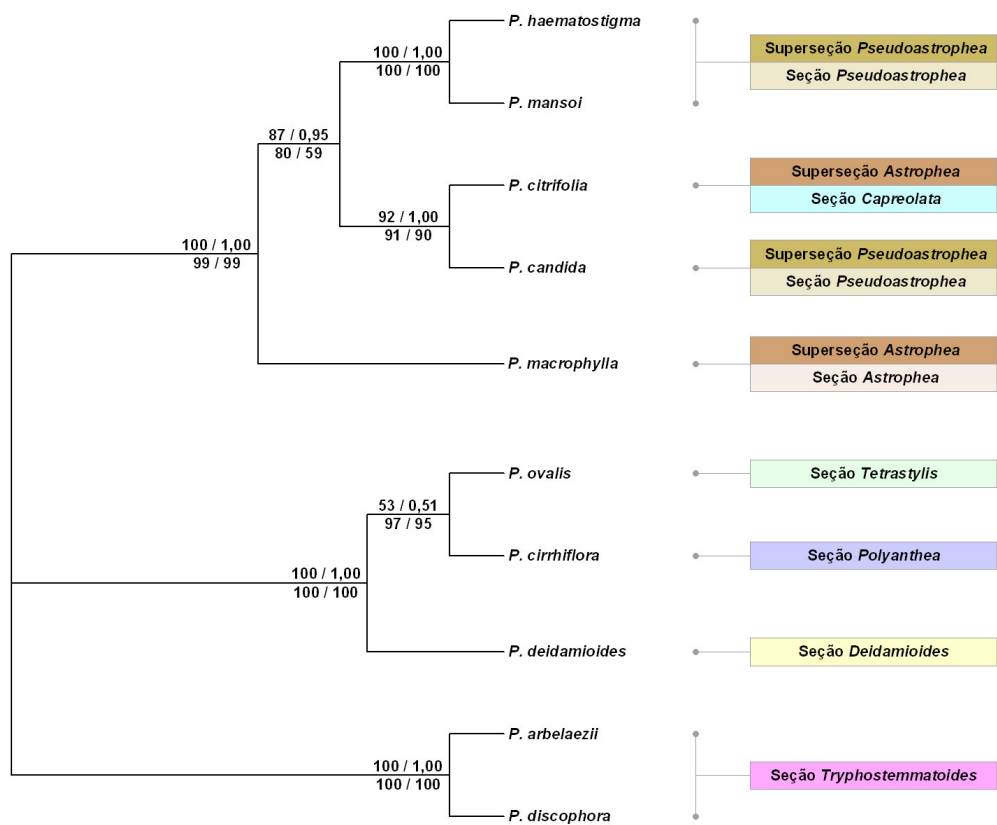 P. haematostigma
100 / 1,00
100 / 100
Superseção Pseudoastrophea
Seção Pseudoastrophea
P. mansoi
87 / 0,95
80 / 59
P. citrifolia
Superseção Astrophea
Seção Capreolata
92 / 1,00
91 / 90
100 / 1,00
99 / 99
P. candida
Superseção Pseudoastrophea
Seção Pseudoastrophea
P. macrophylla
Superseção Astrophea
Seção Astrophea
P. ovalis
Seção Tetrastylis
53 / 0,51
97 / 95
P. cirrhiflora
Seção Polyanthea
100 / 1,00
100 / 100
P. deidamioides
Seção Deidamioides
P. arbelaezii
100 / 1,00
100 / 100
Seção Tryphostemmatoides
P. discophora